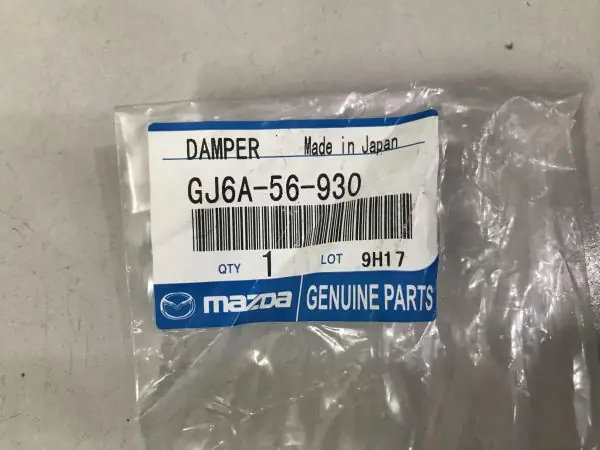 DAMPER Made in Japan
GJ6A-56-930
QTY 1 LOT 9H17
mazda GENUINE PARTS